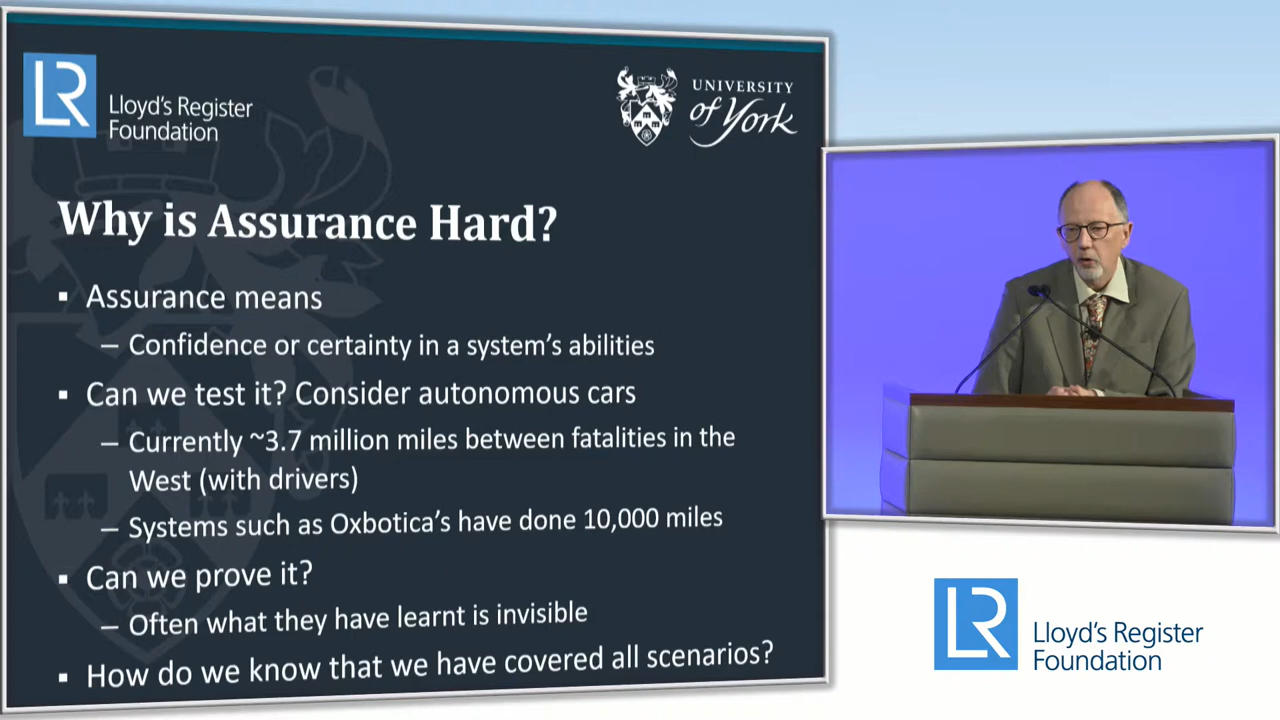 LR
Lloyd's Register
Foundation
UNIVERSITY
of York
Why is Assurance Hard?
▪ Assurance means
– Confidence or certainty in a system's abilities
▪ Can we test it? Consider autonomous cars
– Currently ~3.7 million miles between fatalities in the
West (with drivers)
– Systems such as Oxbotica's have done 10,000 miles
▪ Can we prove it?
– Often what they have learnt is invisible
▪ How do we know that we have covered all scenarios?
LR
Lloyd's Register
Foundation